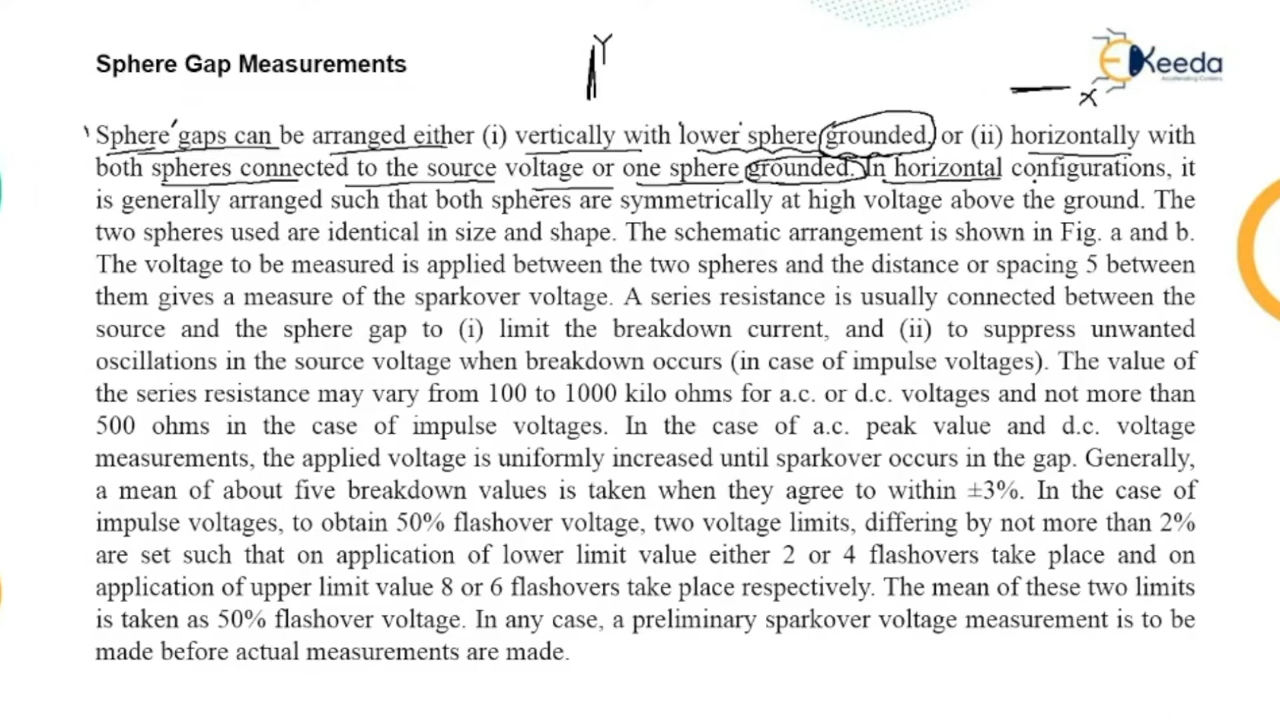 Sphere Gap Measurements
Y
Keeda
x
Sphere gaps can be arranged either (i) vertically with lower sphere grounded, or (ii) horizontally with
both spheres connected to the source voltage or one sphere grounded. In horizontal configurations, it
is generally arranged such that both spheres are symmetrically at high voltage above the ground. The
two spheres used are identical in size and shape. The schematic arrangement is shown in Fig. a and b.
The voltage to be measured is applied between the two spheres and the distance or spacing 5 between
them gives a measure of the sparkover voltage. A series resistance is usually connected between the
source and the sphere gap to (i) limit the breakdown current, and (ii) to suppress unwanted
oscillations in the source voltage when breakdown occurs (in case of impulse voltages). The value of
the series resistance may vary from 100 to 1000 kilo ohms for a.c. or d.c. voltages and not more than
500 ohms in the case of impulse voltages. In the case of a.c. peak value and d.c. voltage
measurements, the applied voltage is uniformly increased until sparkover occurs in the gap. Generally,
a mean of about five breakdown values is taken when they agree to within ±3%. In the case of
impulse voltages, to obtain 50% flashover voltage, two voltage limits, differing by not more than 2%
are set such that on application of lower limit value either 2 or 4 flashovers take place and on
application of upper limit value 8 or 6 flashovers take place respectively. The mean of these two limits
is taken as 50% flashover voltage. In any case, a preliminary sparkover voltage measurement is to be
made before actual measurements are made.